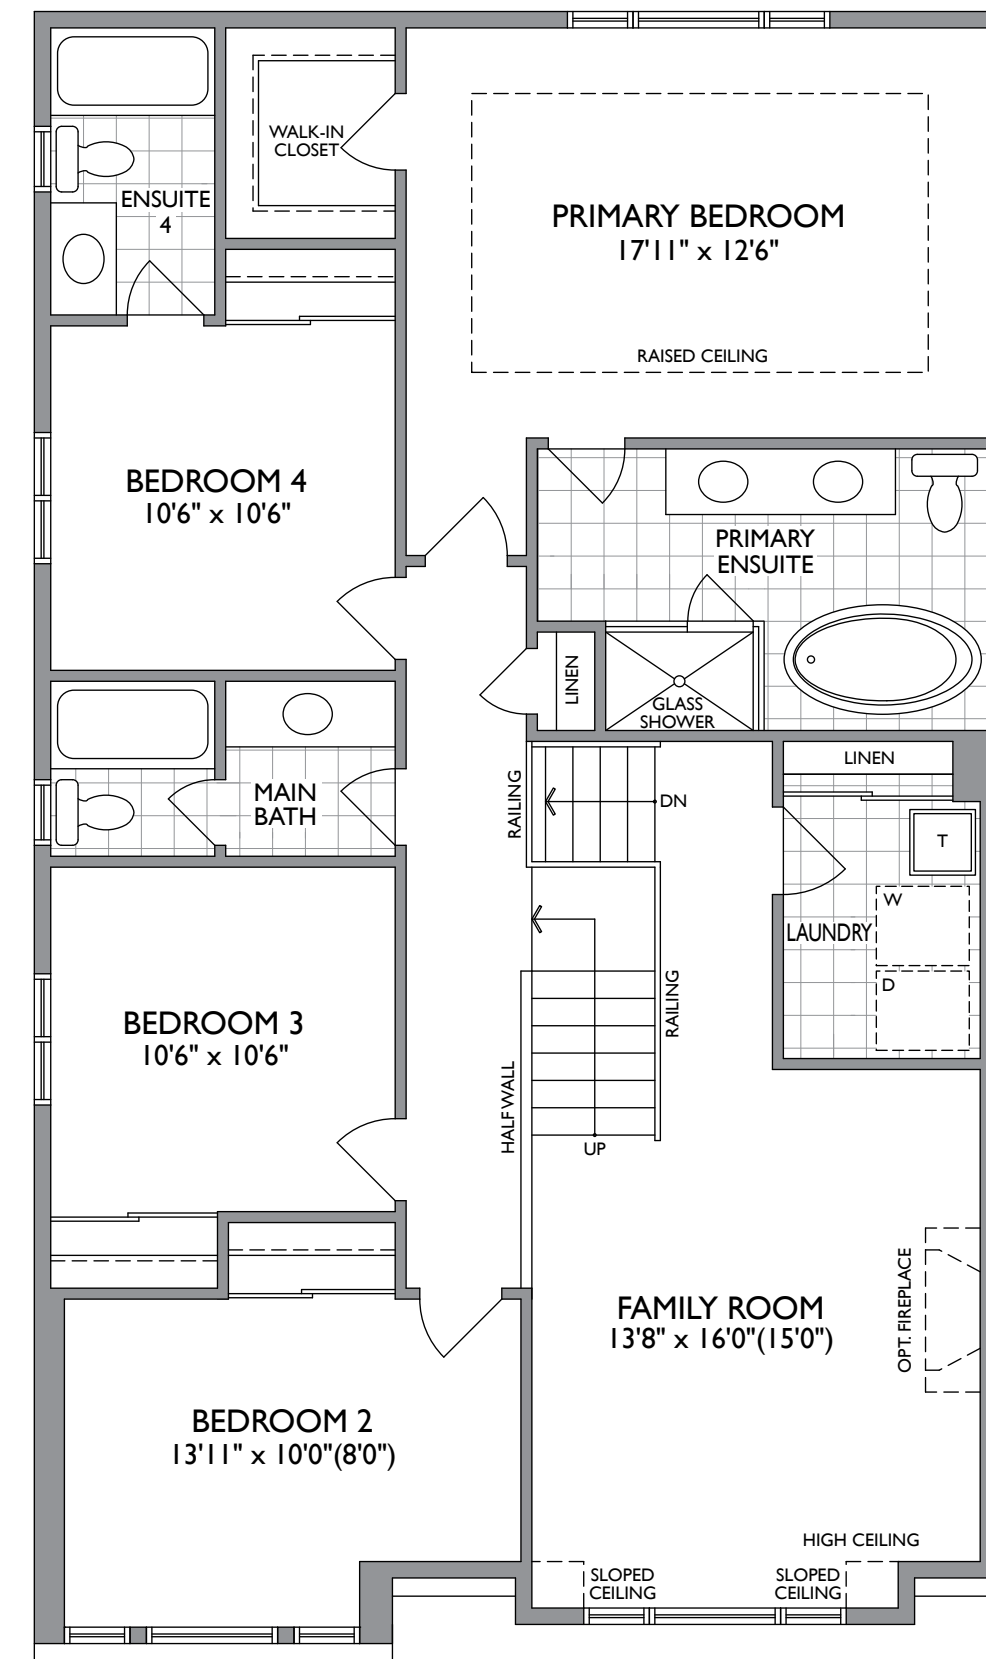 WALK-IN
CLOSET
ENSUITE
4
PRIMARY BEDROOM
17'11" x 12'6"
RAISED CEILING
BEDROOM 4
10'6" x 10'6"
PRIMARY
ENSUITE
LINEN
GLASS
SHOWER
LINEN
RAILING
DN
MAIN
BATH
T
W
LAUNDRY
D
RAILING
BEDROOM 3
10'6" x 10'6"
HALF WALL
UP
OPT. FIREPLACE
FAMILY ROOM
13'8" x 16'0"(15'0")
BEDROOM 2
13'11" x 10'0"(8'0")
HIGH CEILING
SLOPED
CEILING
SLOPED
CEILING